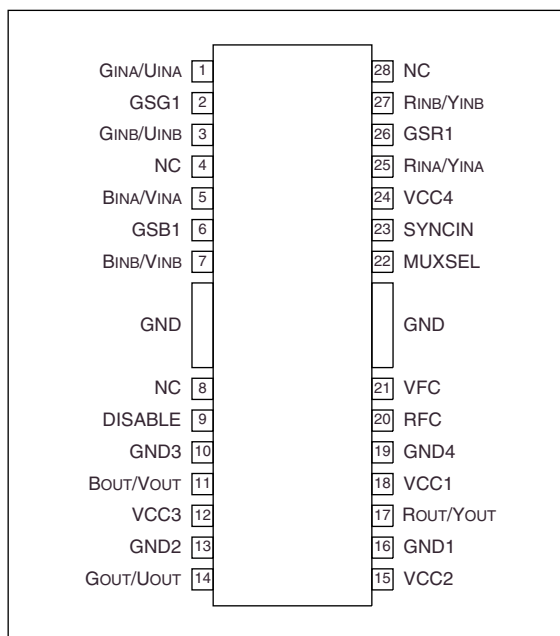 GINA/UINA 1 28 NC
GSG1 2 27 RINB/YINB
GINB/UINB 3 26 GSR1
NC 4 25 RINA/YINA
BINA/VINA 5 24 VCC4
GSB1 6 23 SYNCIN
BINB/VINB 7 22 MUXSEL
GND GND
NC 8 21 VFC
DISABLE 9 20 RFC
GND3 10 19 GND4
BOUT/VOUT 11 18 VCC1
VCC3 12 17 ROUT/YOUT
GND2 13 16 GND1
GOUT/UOUT 14 15 VCC2